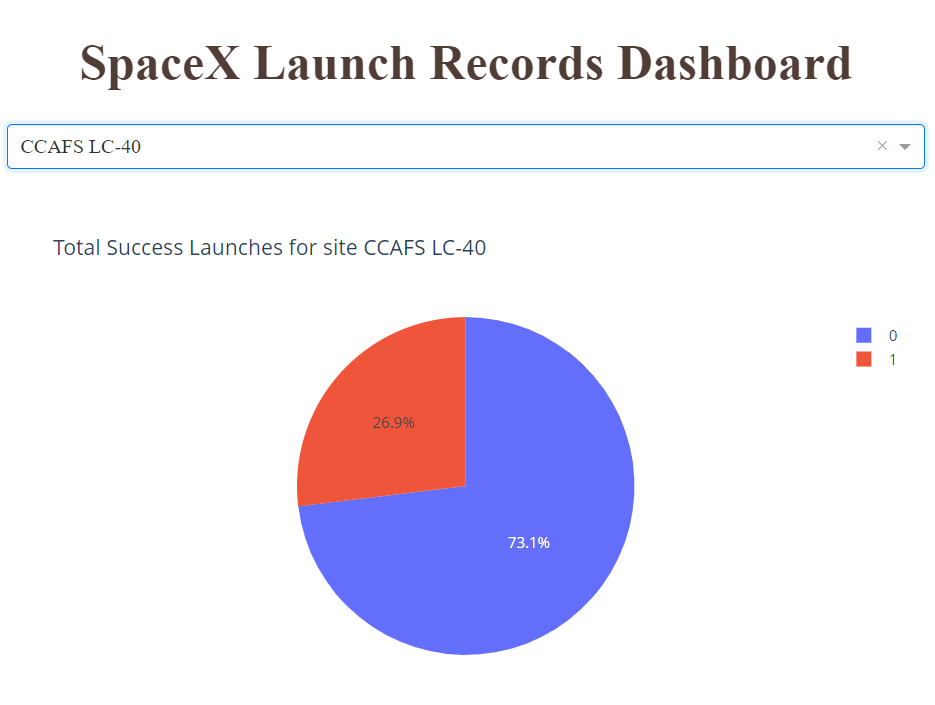 SpaceX Launch Records Dashboard
CCAFS LC-40
×
Total Success Launches for site CCAFS LC-40
0
1
26.9%
73.1%